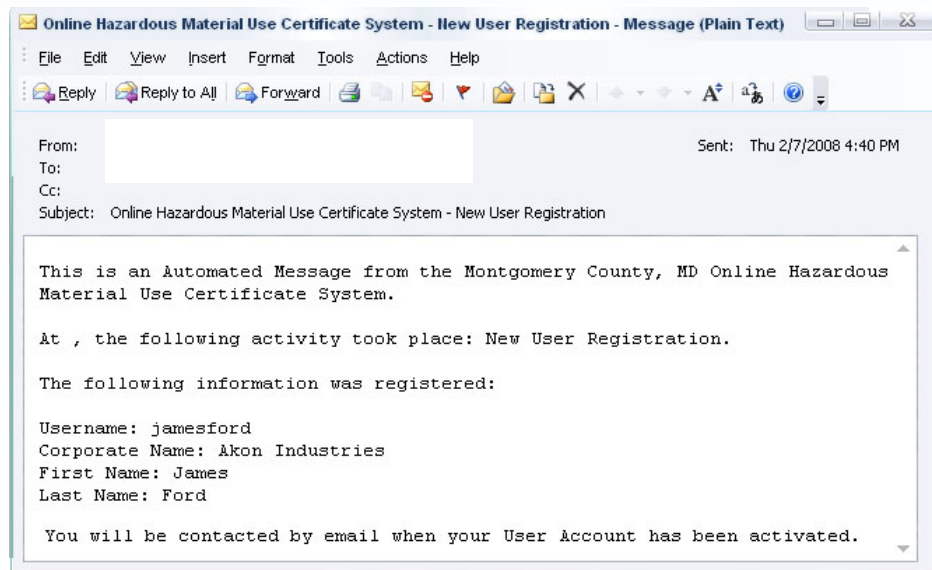 Online Hazardous Material Use Certificate System - New User Registration - Message (Plain Text)
File Edit View Insert Format Tools Actions Help
Reply Reply to All Forward
From:
Sent: Thu 2/7/2008 4:40 PM
To:
Cc:
Subject: Online Hazardous Material Use Certificate System - New User Registration
This is an Automated Message from the Montgomery County, MD Online Hazardous
Material Use Certificate System.
At , the following activity took place: New User Registration.
The following information was registered:
Username: jamesford
Corporate Name: Akon Industries
First Name: James
Last Name: Ford
You will be contacted by email when your User Account has been activated.